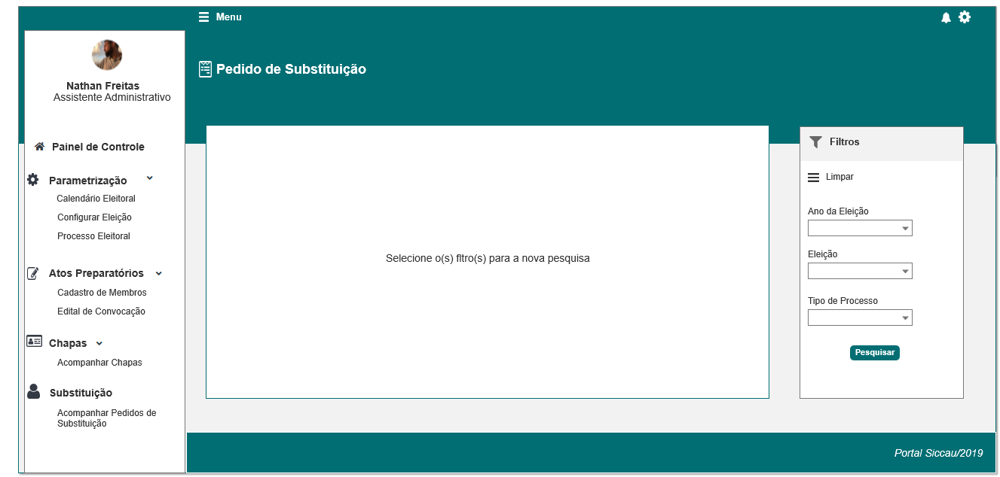 Menu
Nathan Freitas
Assistente Administrativo
Pedido de Substituição
Painel de Controle
Parametrização
Calendário Eleitoral
Configurar Eleição
Processo Eleitoral
Atos Preparatórios
Cadastro de Membros
Edital de Convocação
Chapas
Acompanhar Chapas
Substituição
Acompanhar Pedidos de
Substituição
Selecione o(s) fltro(s) para a nova pesquisa
Filtros
Limpar
Ano da Eleição
Eleição
Tipo de Processo
Pesquisar
Portal Siccau/2019